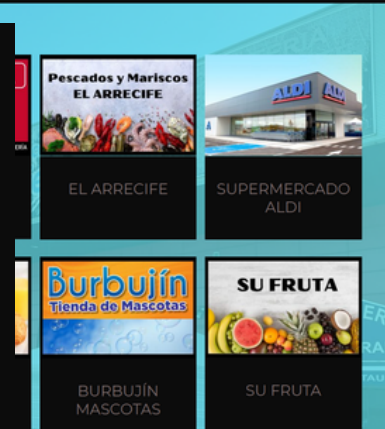 Pescados y Mariscos
EL ARRECIFE
ALDI ALDI
EL ARRECIFE
SUPERMERCADO
ALDI
Burbujín
Tienda de Mascotas
SU FRUTA
BURBUJÍN
MASCOTAS
SU FRUTA